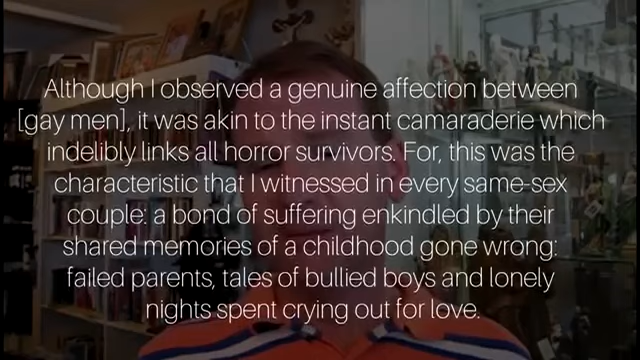 Although I observed a genuine affection between
[gay men], it was akin to the instant camaraderie which
indelibly links all horror survivors. For, this was the
characteristic that I witnessed in every same-sex
couple: a bond of suffering enkindled by their
shared memories of a childhood gone wrong:
failed parents, tales of bullied boys and lonely
nights spent crying out for love.